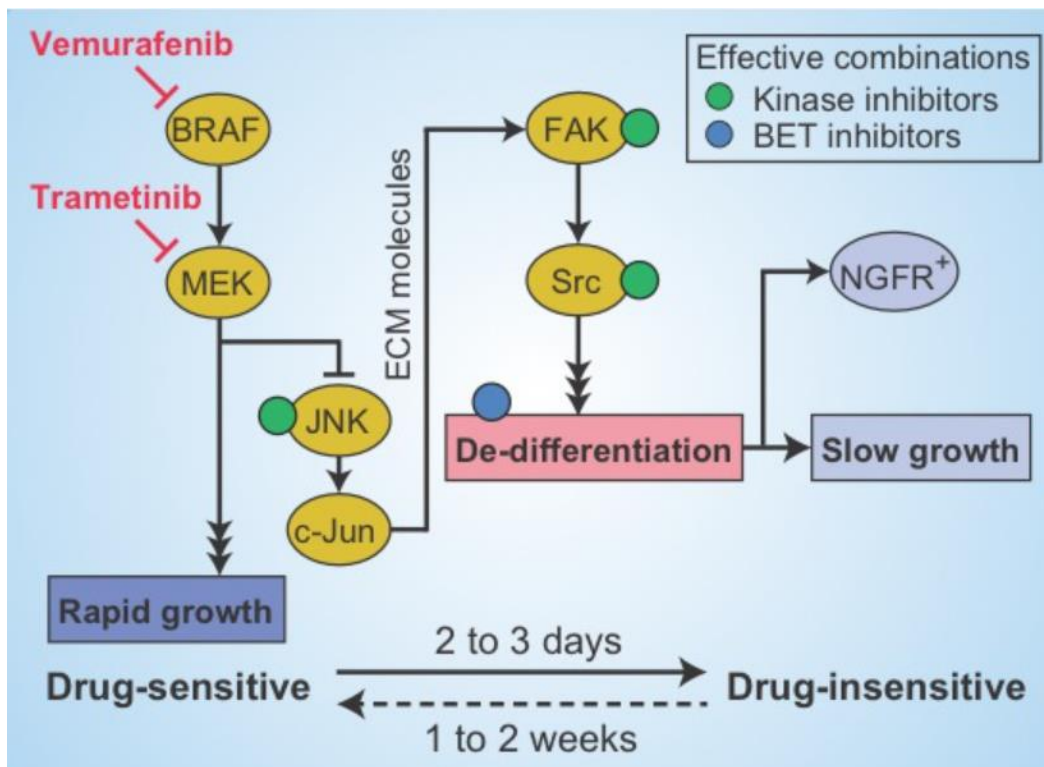 Vemurafenib
BRAF
Trametinib
MEK
JNK
c-Jun
Rapid growth
ECM molecules
FAK
Src
De-differentiation
Effective combinations
Kinase inhibitors
BET inhibitors
NGFR+
Slow growth
2 to 3 days
Drug-sensitive
Drug-insensitive
1 to 2 weeks